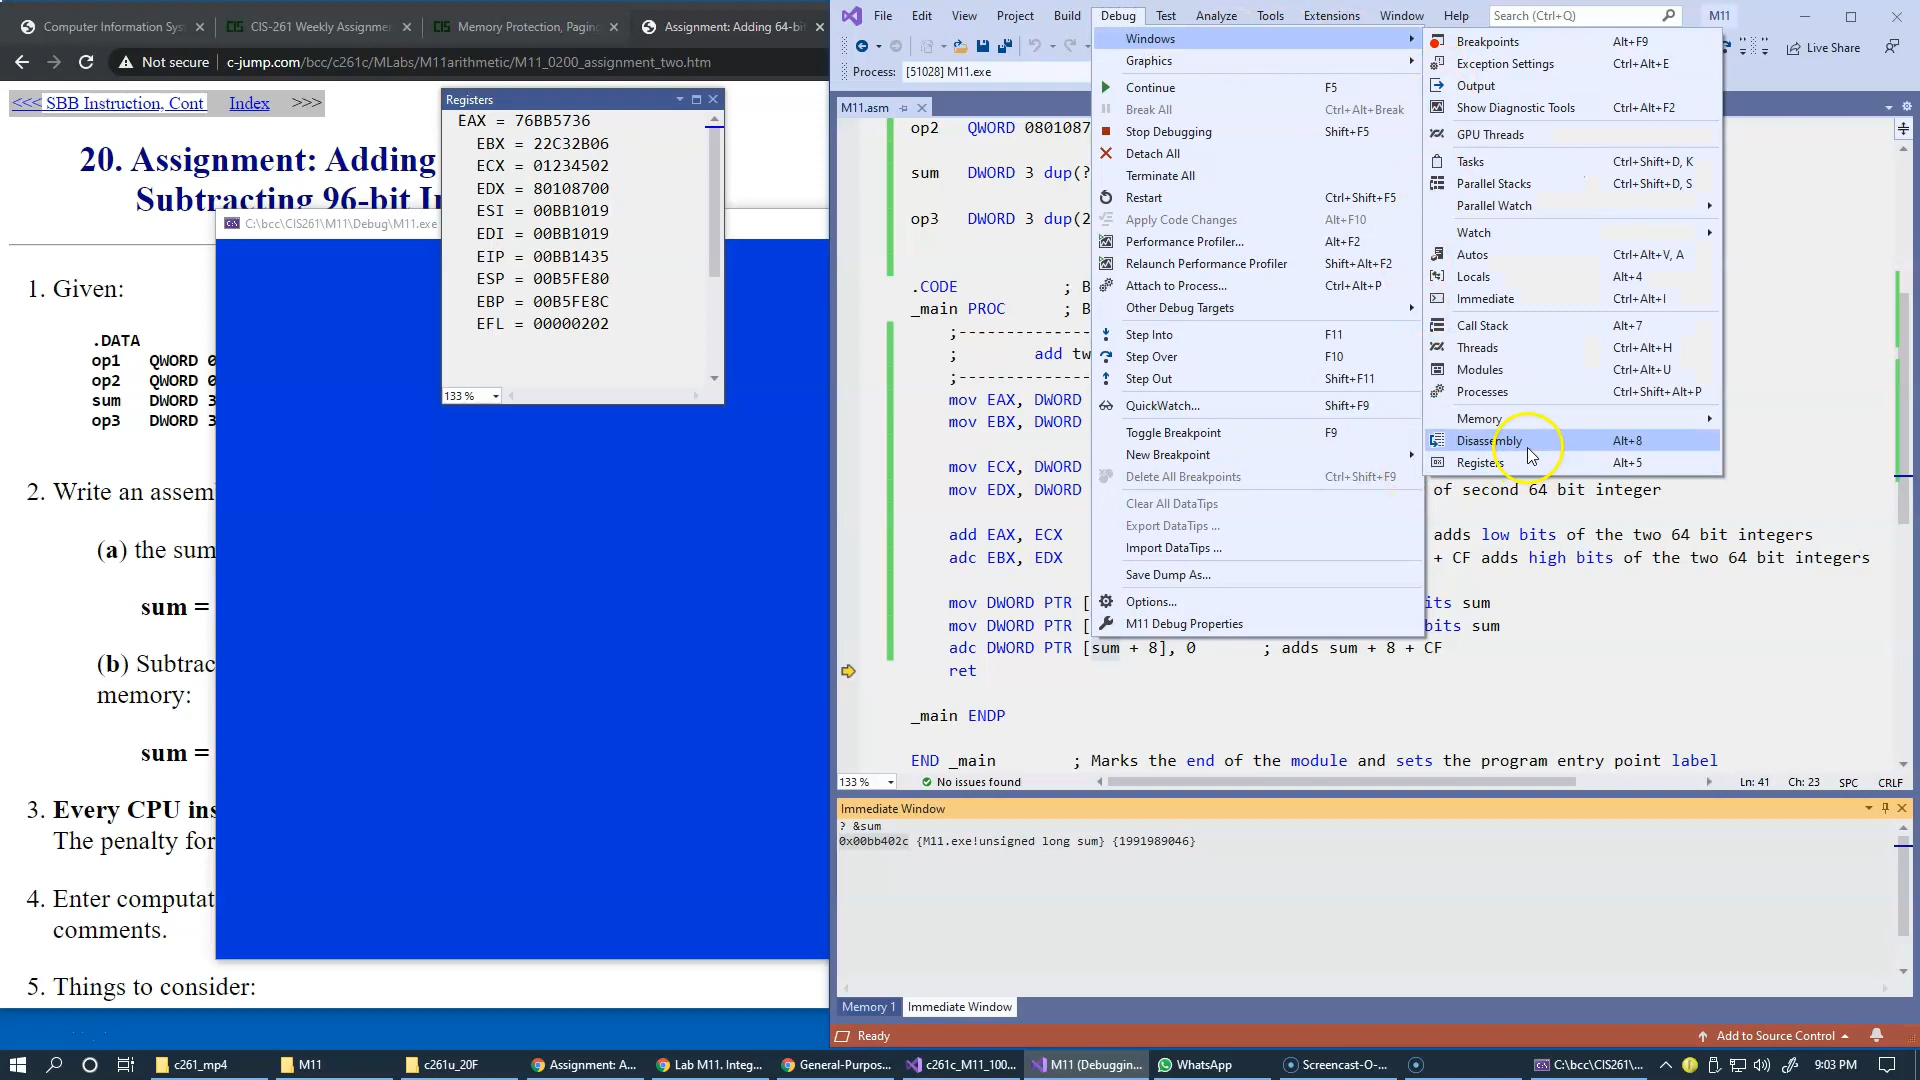 Computer Information Sys
CIS-261 Weekly Assignme
Memory Protection, Pagin
Assignment: Adding 64-bit
Not secure
c-jump.com/bcc/c261c/MLabs/M11arithmetic/M11_0200_assignment_two.htm
<<< SBB Instruction, Cont Index >>>
20. Assignment: Adding
Subtracting 96-bit I
1. Given:
.DATA
op1 QWORD 0
op2 QWORD 0
sum DWORD 3
op3 DWORD 3
2. Write an assem
(a) the sum
sum =
(b) Subtrac
memory:
sum =
3. Every CPU ins
The penalty for
4. Enter computat
comments.
5. Things to consider:
C:\bcc\CIS261\M11\Debug\M11.exe
Registers
EAX = 76BB5736
EBX = 22C32B06
ECX = 01234502
EDX = 80108700
ESI = 00BB1019
EDI = 00BB1019
EIP = 00BB1435
ESP = 00B5FE80
EBP = 00B5FE8C
EFL = 00000202
133 %
File Edit View Project Build Debug Test Analyze Tools Extensions Window Help Search (Ctrl+Q) M11
Live Share
Process: [51028] M11.exe
M11.asm
op2 QWORD 0801087
sum DWORD 3 dup(?
op3 DWORD 3 dup(2
.CODE ; B
_main PROC ; B
;---------------
; add tw
;---------------
mov EAX, DWORD
mov EBX, DWORD
mov ECX, DWORD
mov EDX, DWORD of second 64 bit integer
add EAX, ECX adds low bits of the two 64 bit integers
adc EBX, EDX + CF adds high bits of the two 64 bit integers
mov DWORD PTR [ its sum
mov DWORD PTR [ bits sum
adc DWORD PTR [sum + 8], 0 ; adds sum + 8 + CF
ret
_main ENDP
END _main ; Marks the end of the module and sets the program entry point label
133 % No issues found Ln: 41 Ch: 23 SPC CRLF
Windows
Graphics
Continue F5
Break All Ctrl+Alt+Break
Stop Debugging Shift+F5
Detach All
Terminate All
Restart Ctrl+Shift+F5
Apply Code Changes Alt+F10
Performance Profiler... Alt+F2
Relaunch Performance Profiler Shift+Alt+F2
Attach to Process... Ctrl+Alt+P
Other Debug Targets
Step Into F11
Step Over F10
Step Out Shift+F11
QuickWatch... Shift+F9
Toggle Breakpoint F9
New Breakpoint
Delete All Breakpoints Ctrl+Shift+F9
Clear All DataTips
Export DataTips ...
Import DataTips ...
Save Dump As...
Options...
M11 Debug Properties
Breakpoints Alt+F9
Exception Settings Ctrl+Alt+E
Output
Show Diagnostic Tools Ctrl+Alt+F2
GPU Threads
Tasks Ctrl+Shift+D, K
Parallel Stacks Ctrl+Shift+D, S
Parallel Watch
Watch
Autos Ctrl+Alt+V, A
Locals Alt+4
Immediate Ctrl+Alt+I
Call Stack Alt+7
Threads Ctrl+Alt+H
Modules Ctrl+Alt+U
Processes Ctrl+Shift+Alt+P
Memory
Disassembly Alt+8
Registers Alt+5
Immediate Window
? &sum
0x00bb402c {M11.exe!unsigned long sum} {1991989046}
Memory 1 Immediate Window
Ready Add to Source Control
c261_mp4 M11 c261u_20F Assignment: A... Lab M11. Integ... General-Purpos... c261c_M11_100... M11 (Debuggin... WhatsApp Screencast-O-... C:\bcc\CIS261\... 9:03 PM